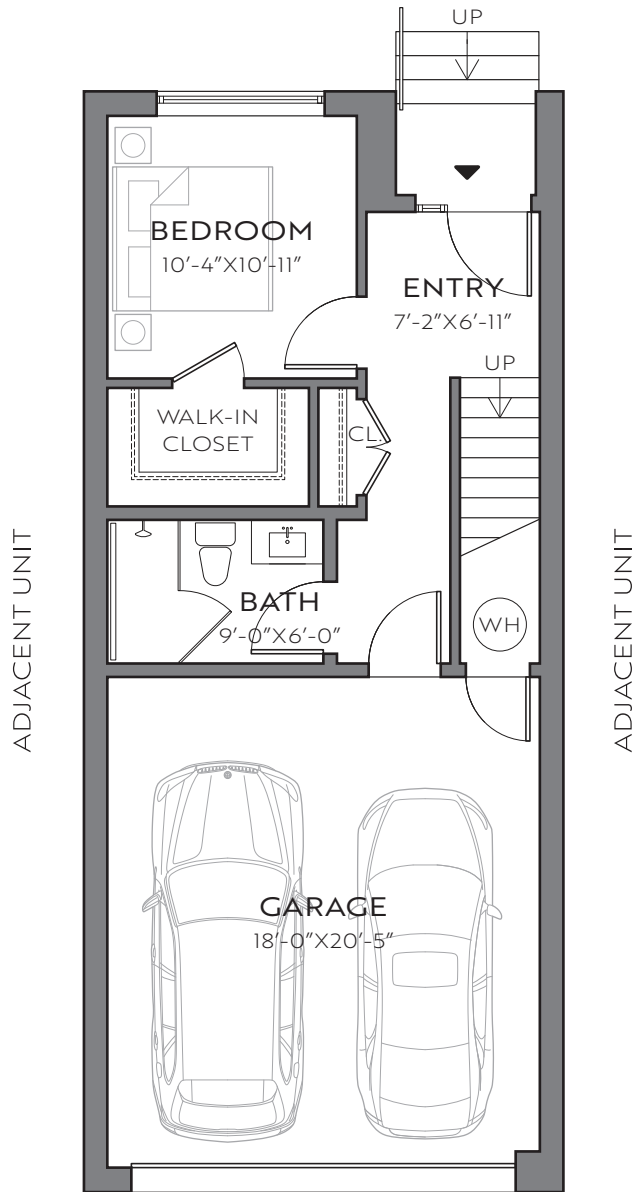 UP
BEDROOM
10'-4"X10'-11"
ENTRY
7'-2"X6'-11"
UP
WALK-IN
CLOSET
CL.
ADJACENT UNIT
ADJACENT UNIT
BATH
9'-0"X6'-0"
WH
GARAGE
18'-0"X20'-5"